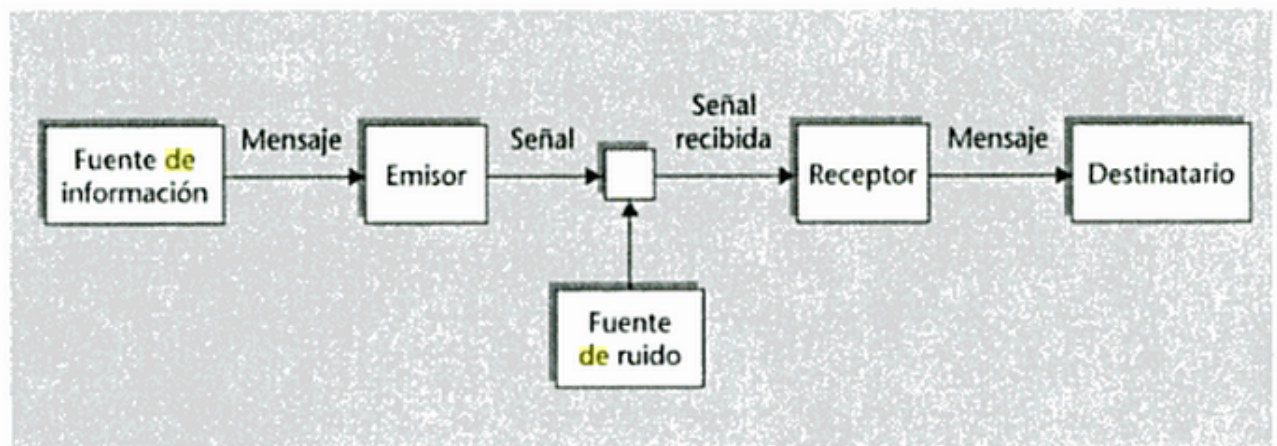 Fuente de
información
Mensaje
Emisor
Señal
Señal
recibida
Receptor
Mensaje
Destinatario
Fuente
de ruido